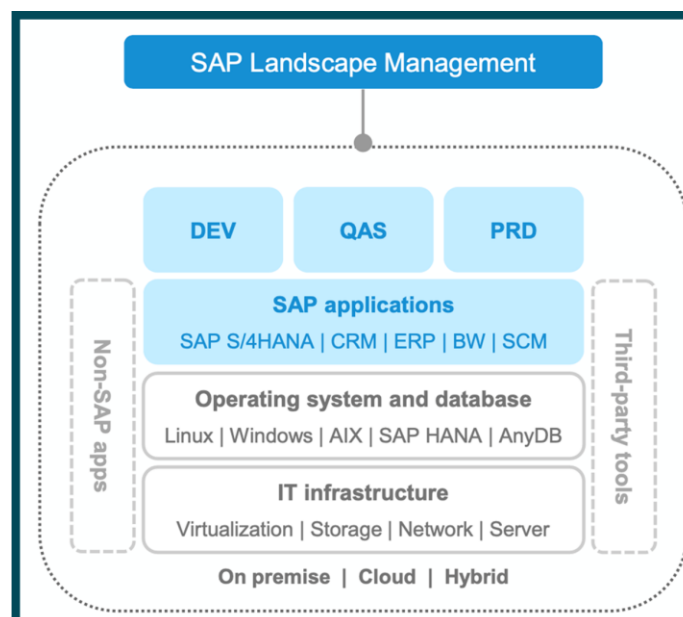 SAP Landscape Management
DEV
QAS
PRD
SAP applications
SAP S/4HANA | CRM | ERP | BW | SCM
Non-SAP apps
Third-party tools
Operating system and database
Linux | Windows | AIX | SAP HANA | AnyDB
IT infrastructure
Virtualization | Storage | Network | Server
On premise | Cloud | Hybrid